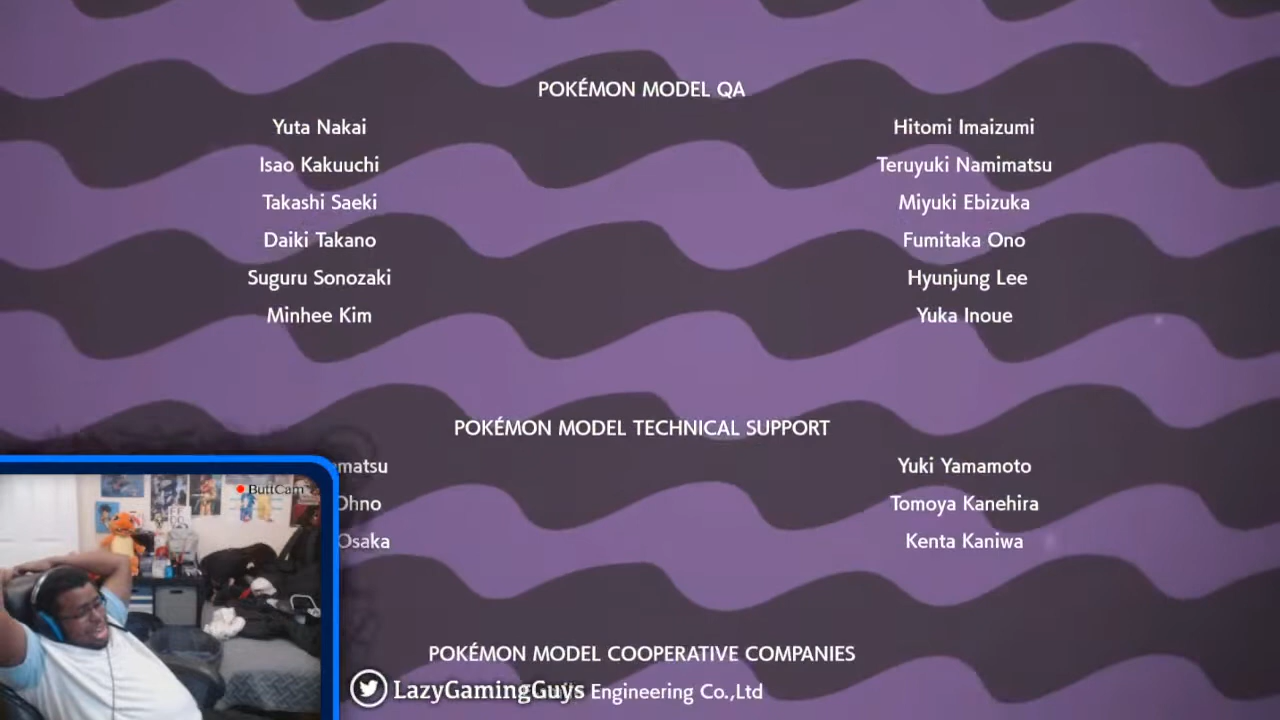 POKÉMON MODEL QA
Yuta Nakai Hitomi Imaizumi
Isao Kakuuchi Teruyuki Namimatsu
Takashi Saeki Miyuki Ebizuka
Daiki Takano Fumitaka Ono
Suguru Sonozaki Hyunjung Lee
Minhee Kim Yuka Inoue
POKÉMON MODEL TECHNICAL SUPPORT
matsu Yuki Yamamoto
Ohno Tomoya Kanehira
Osaka Kenta Kaniwa
ButtCam
POKÉMON MODEL COOPERATIVE COMPANIES
LazyGamingGuys Engineering Co.,Ltd